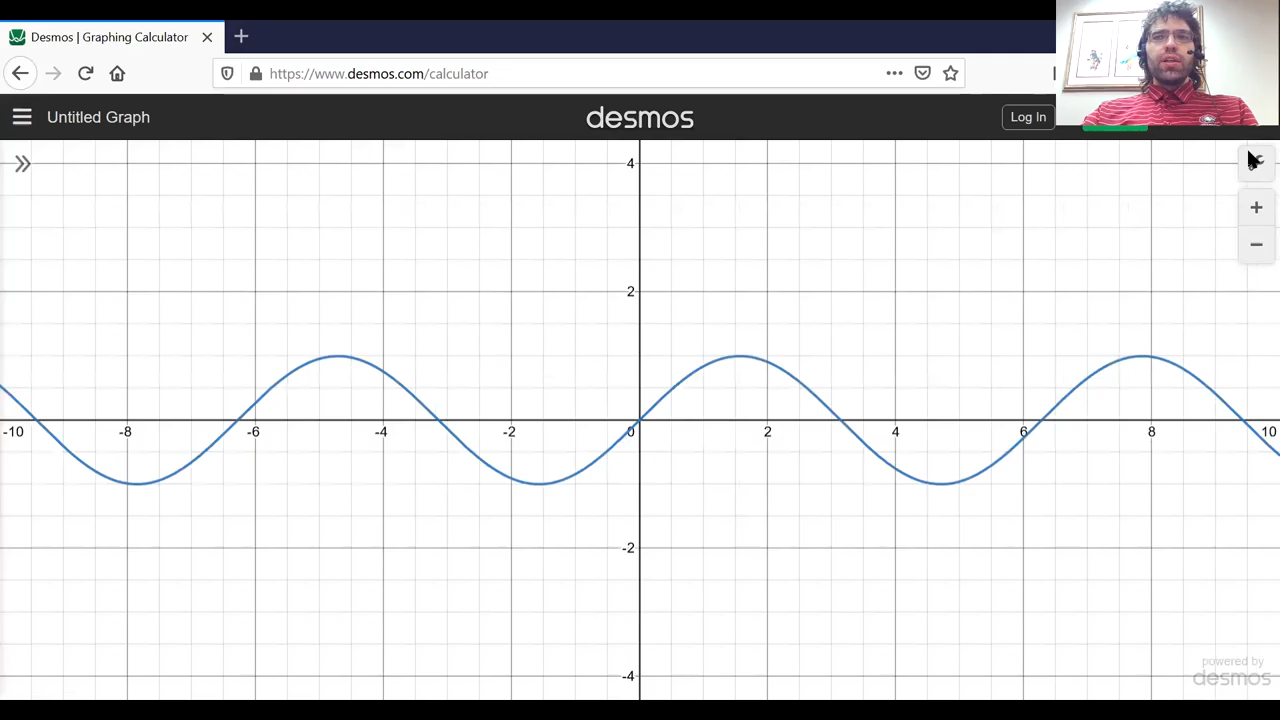 Desmos | Graphing Calculator
https://www.desmos.com/calculator
Untitled Graph
desmos
Log In
4
2
-10 -8 -6 -4 -2 0 2 4 6 8 10
-2
-4
powered by
desmos